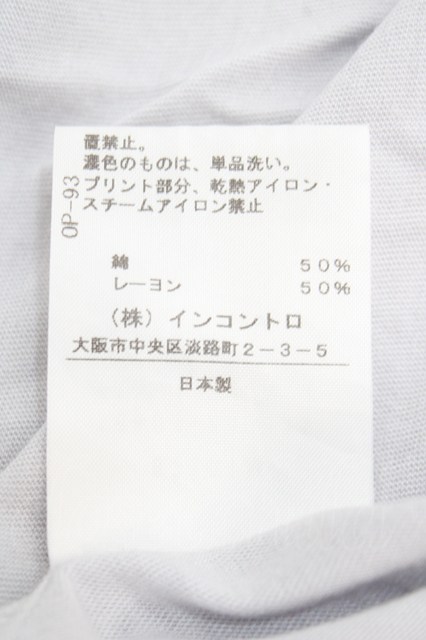 置禁止。
濃色のものは、単品洗い。
プリント部分、乾熱アイロン・
スチームアイロン禁止
OP-93
綿 50%
レーヨン 50%
(株)インコントロ
大阪市中央区淡路町2-3-5
日本製